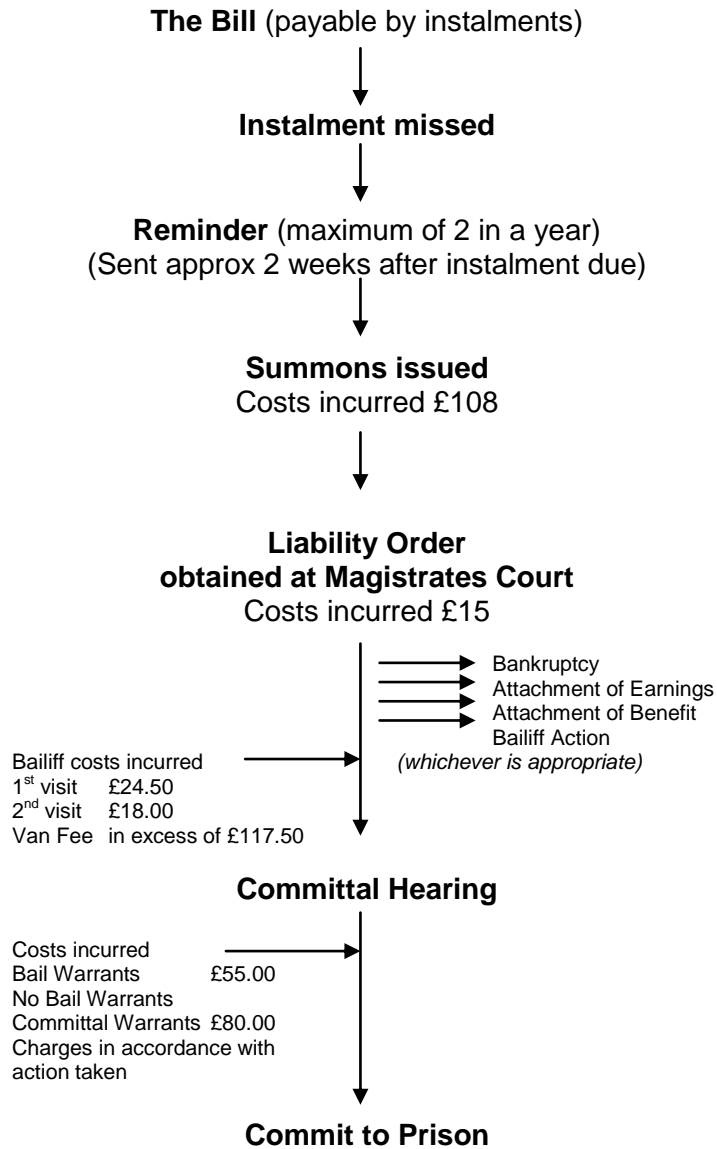 The Bill (payable by instalments)
Instalment missed
Reminder (maximum of 2 in a year)
(Sent approx 2 weeks after instalment due)
Summons issued
Costs incurred £108
Liability Order
obtained at Magistrates Court
Costs incurred £15
Bankruptcy
Attachment of Earnings
Attachment of Benefit
Bailiff Action
(whichever is appropriate)
Bailiff costs incurred
1st visit £24.50
2nd visit £18.00
Van Fee in excess of £117.50
Committal Hearing
Costs incurred
Bail Warrants £55.00
No Bail Warrants
Committal Warrants £80.00
Charges in accordance with
action taken
Commit to Prison